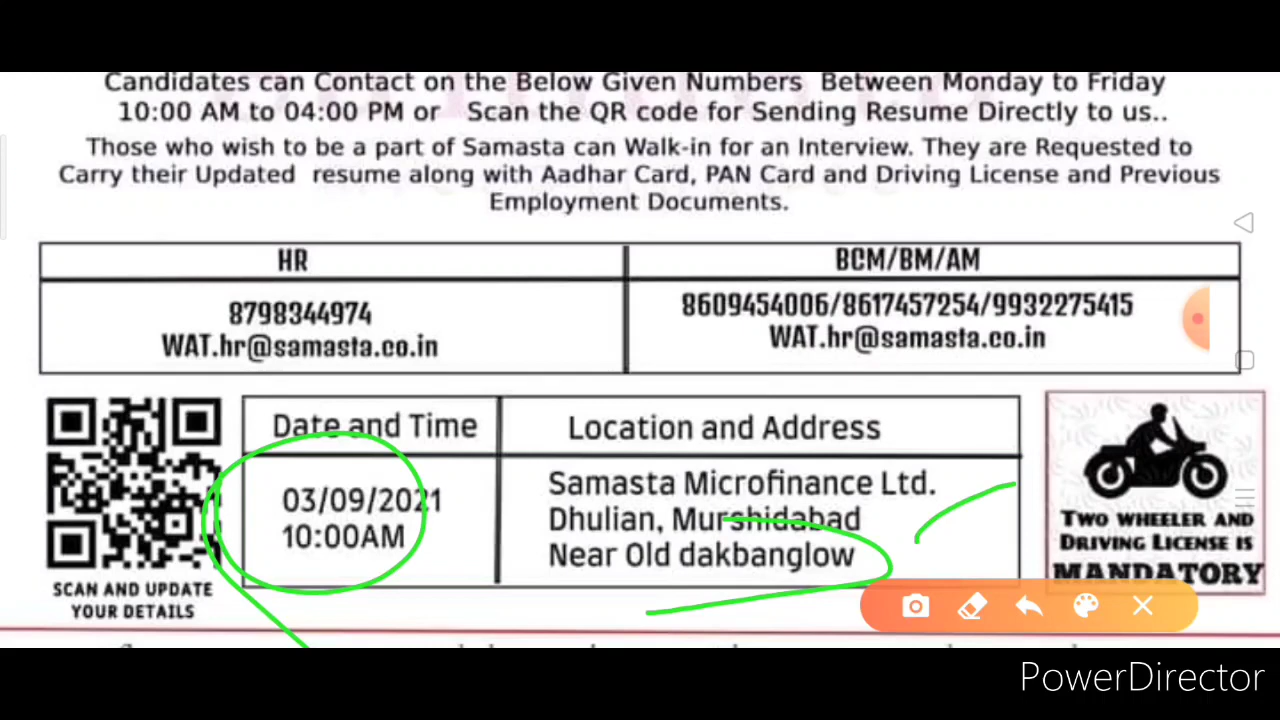 Candidates can Contact on the Below Given Numbers Between Monday to Friday
10:00 AM to 04:00 PM or Scan the QR code for Sending Resume Directly to us..
Those who wish to be a part of Samasta can Walk-in for an Interview. They are Requested to
Carry their Updated resume along with Aadhar Card, PAN Card and Driving License and Previous
Employment Documents.
HR
BCM/BM/AM
8798344974
WAT.hr@samasta.co.in
8609454006/8617457254/9932275415
WAT.hr@samasta.co.in
SCAN AND UPDATE
YOUR DETAILS
Date and Time
Location and Address
03/09/2021
10:00AM
Samasta Microfinance Ltd.
Dhulian, Murshidabad
Near Old dakbanglow
TWO WHEELER AND
DRIVING LICENSE IS
MANDATORY
PowerDirector